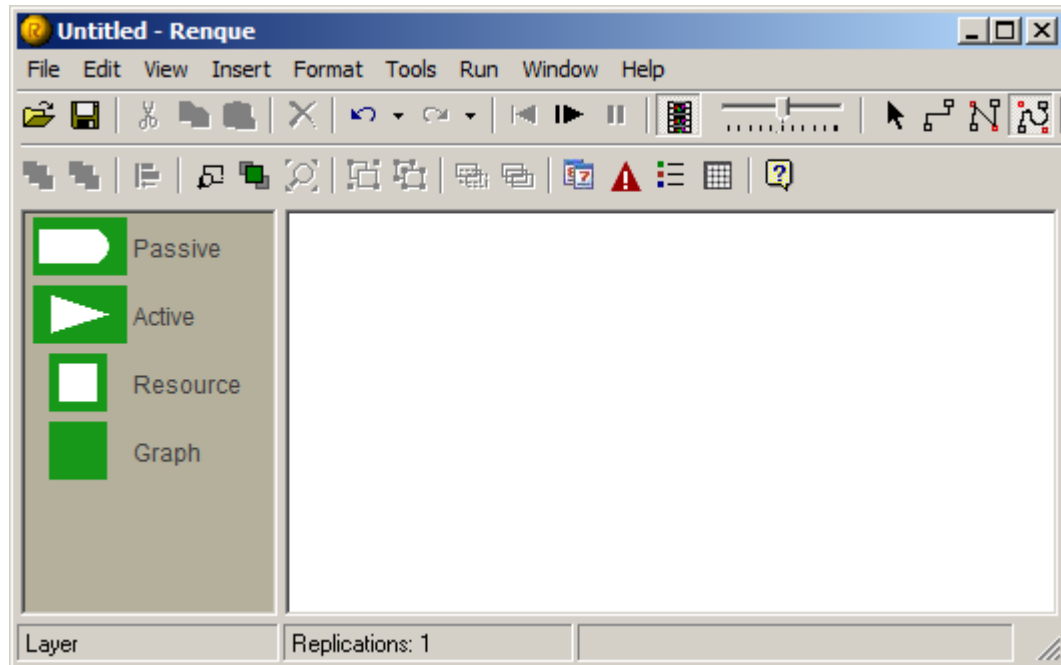 Untitled - Renque
File Edit View Insert Format Tools Run Window Help
Passive
Active
Resource
Graph
Layer Replications: 1